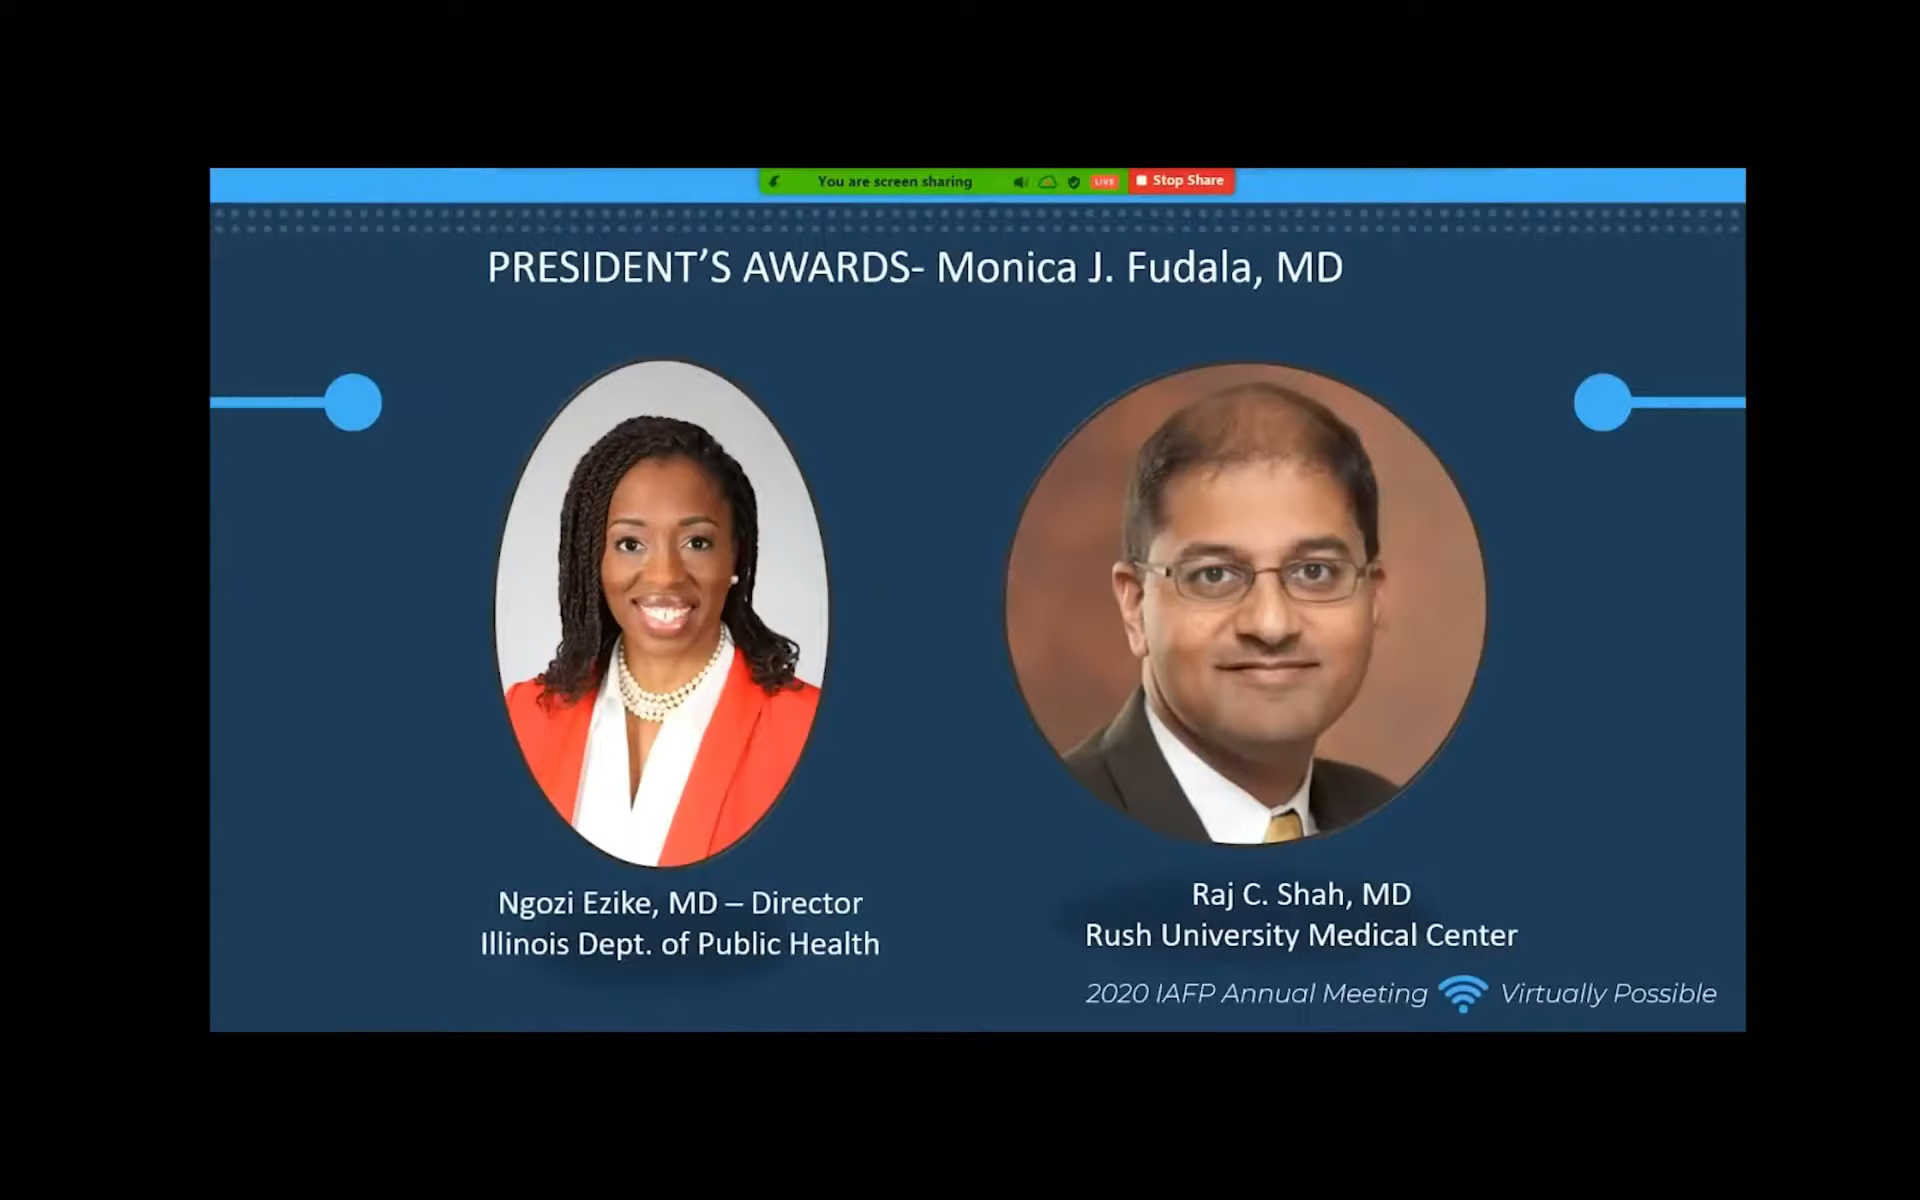 You are screen sharing LIVE Stop Share
PRESIDENT’S AWARDS- Monica J. Fudala, MD
Ngozi Ezike, MD – Director
Illinois Dept. of Public Health
Raj C. Shah, MD
Rush University Medical Center
2020 IAFP Annual Meeting Virtually Possible